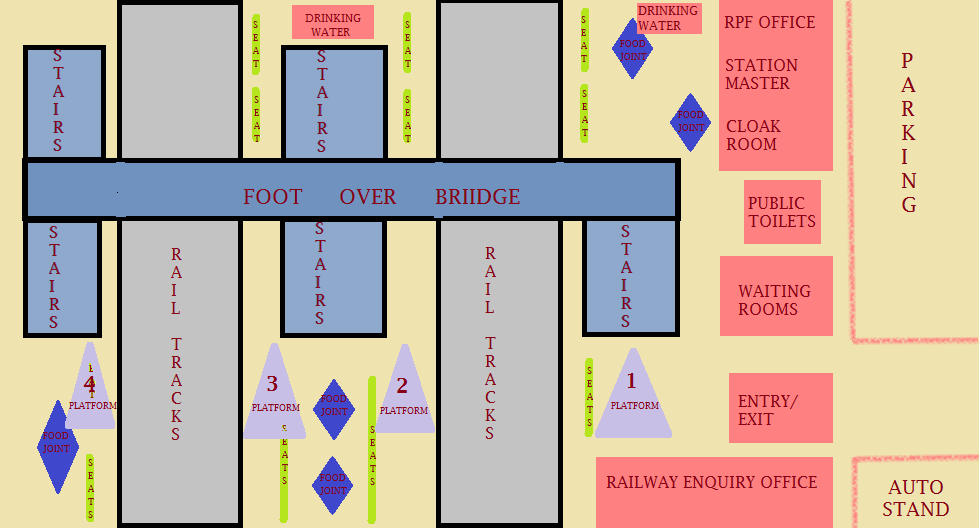 DRINKING
WATER
DRINKING
WATER
RPF OFFICE
STATION
MASTER
CLOAK
ROOM
PARKING
SEAT
SEAT
SEAT
SEAT
SEAT
SEAT
FOOD
JOINT
FOOD
JOINT
STAIRS
STAIRS
FOOT OVER BRIIDGE
PUBLIC
TOILETS
STAIRS
STAIRS
STAIRS
RAIL TRACKS
RAIL TRACKS
WAITING
ROOMS
4
PLATFORM
3
PLATFORM
2
PLATFORM
1
PLATFORM
SEATS
FOOD
JOINT
FOOD
JOINT
FOOD
JOINT
SEATS
SEATS
SEATS
ENTRY/
EXIT
RAILWAY ENQUIRY OFFICE
AUTO
STAND